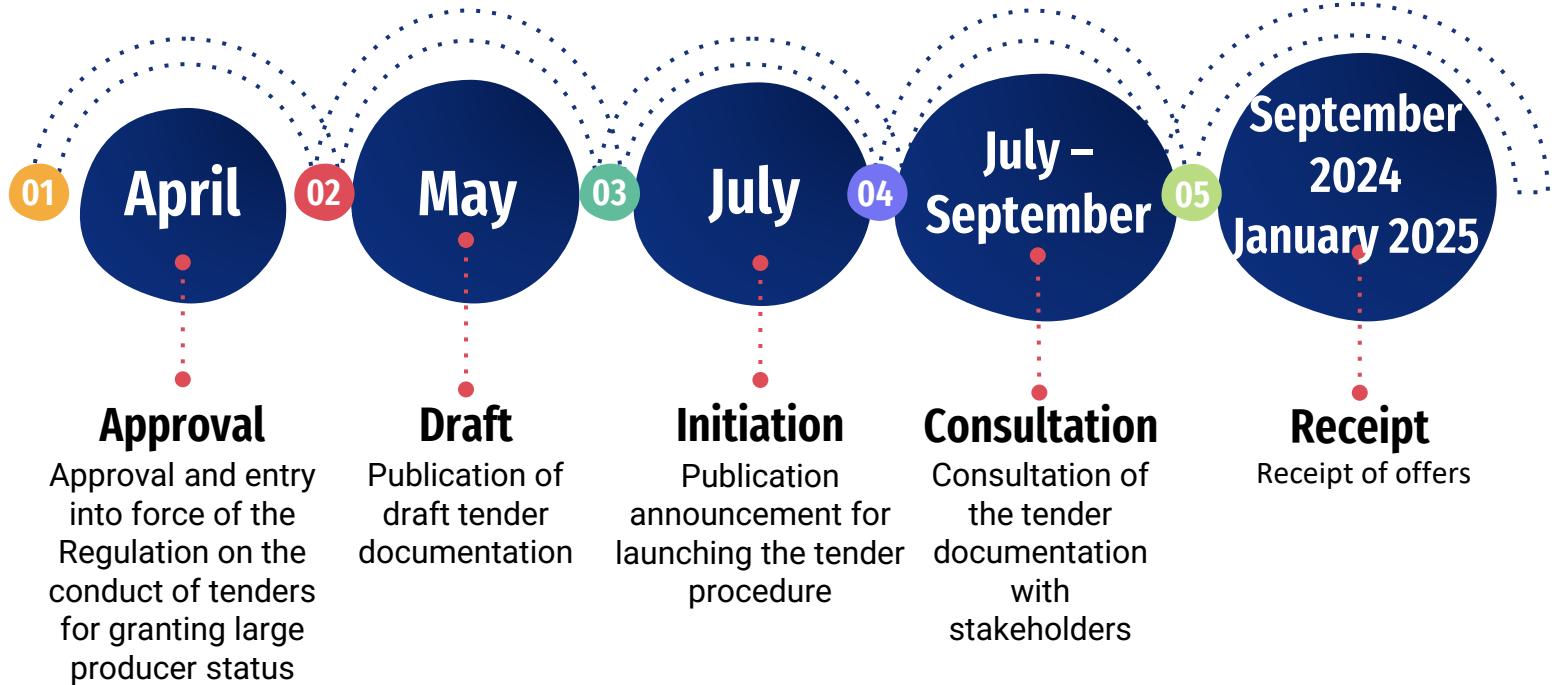 01
April
Approval
Approval and entry
into force of the
Regulation on the
conduct of tenders
for granting large
producer status
02
May
Draft
Publication of
draft tender
documentation
03
July
Initiation
Publication
announcement for
launching the tender
procedure
04
July –
September
Consultation
Consultation of
the tender
documentation
with
stakeholders
05
September
2024
January 2025
Receipt
Receipt of offers